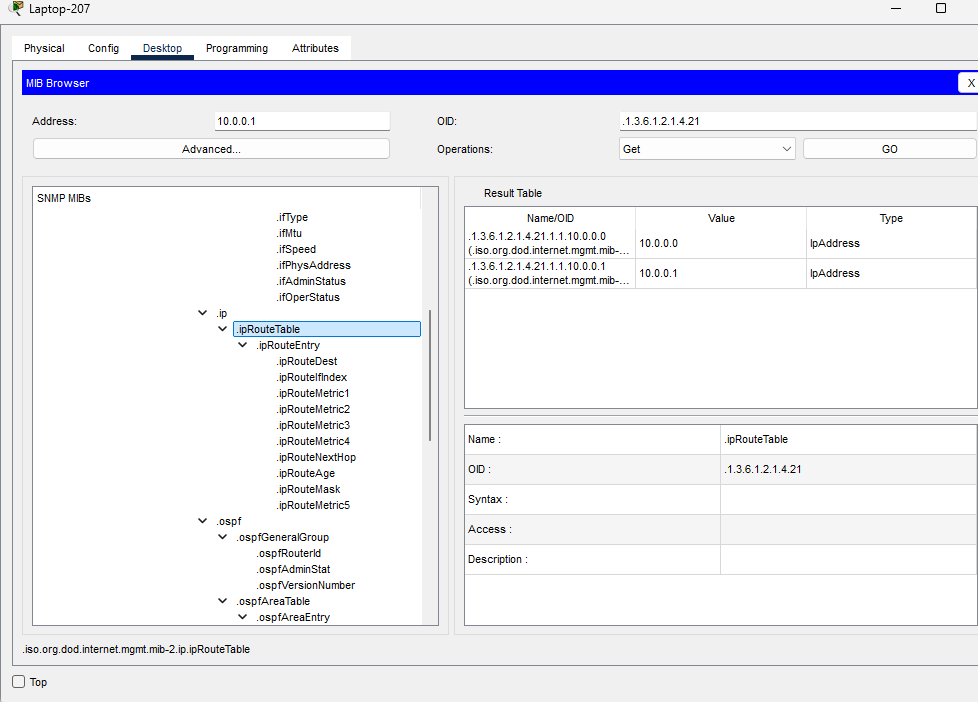 Laptop-207
Physical Config Desktop Programming Attributes
MIB Browser
X
Address: 10.0.0.1 OID: .1.3.6.1.2.1.4.21
Advanced... Operations: Get GO
SNMP MIBs
.ifType
.ifMtu
.ifSpeed
.ifPhysAddress
.ifAdminStatus
.ifOperStatus
.ip
.ipRouteTable
.ipRouteEntry
.ipRouteDest
.ipRouteIfIndex
.ipRouteMetric1
.ipRouteMetric2
.ipRouteMetric3
.ipRouteMetric4
.ipRouteNextHop
.ipRouteAge
.ipRouteMask
.ipRouteMetric5
.ospf
.ospfGeneralGroup
.ospfRouterId
.ospfAdminStat
.ospfVersionNumber
.ospfAreaTable
.ospfAreaEntry
Result Table
Name/OID Value Type
.1.3.6.1.2.1.4.21.1.1.10.0.0.0
(.iso.org.dod.internet.mgmt.mib-... 10.0.0.0 IpAddress
.1.3.6.1.2.1.4.21.1.1.10.0.0.1
(.iso.org.dod.internet.mgmt.mib-... 10.0.0.1 IpAddress
Name : .ipRouteTable
OID : .1.3.6.1.2.1.4.21
Syntax :
Access :
Description :
.iso.org.dod.internet.mgmt.mib-2.ip.ipRouteTable
Top